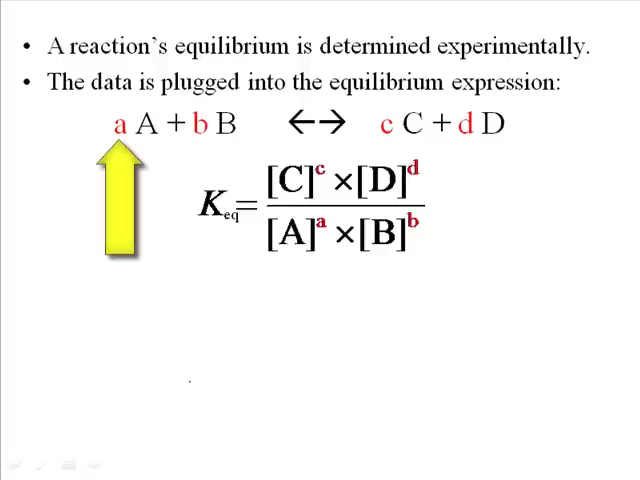 • A reaction's equilibrium is determined experimentally.
• The data is plugged into the equilibrium expression:
a A + b B ←→ c C + d D
[C]^c ×[D]^d
K_eq=
[A]^a ×[B]^b